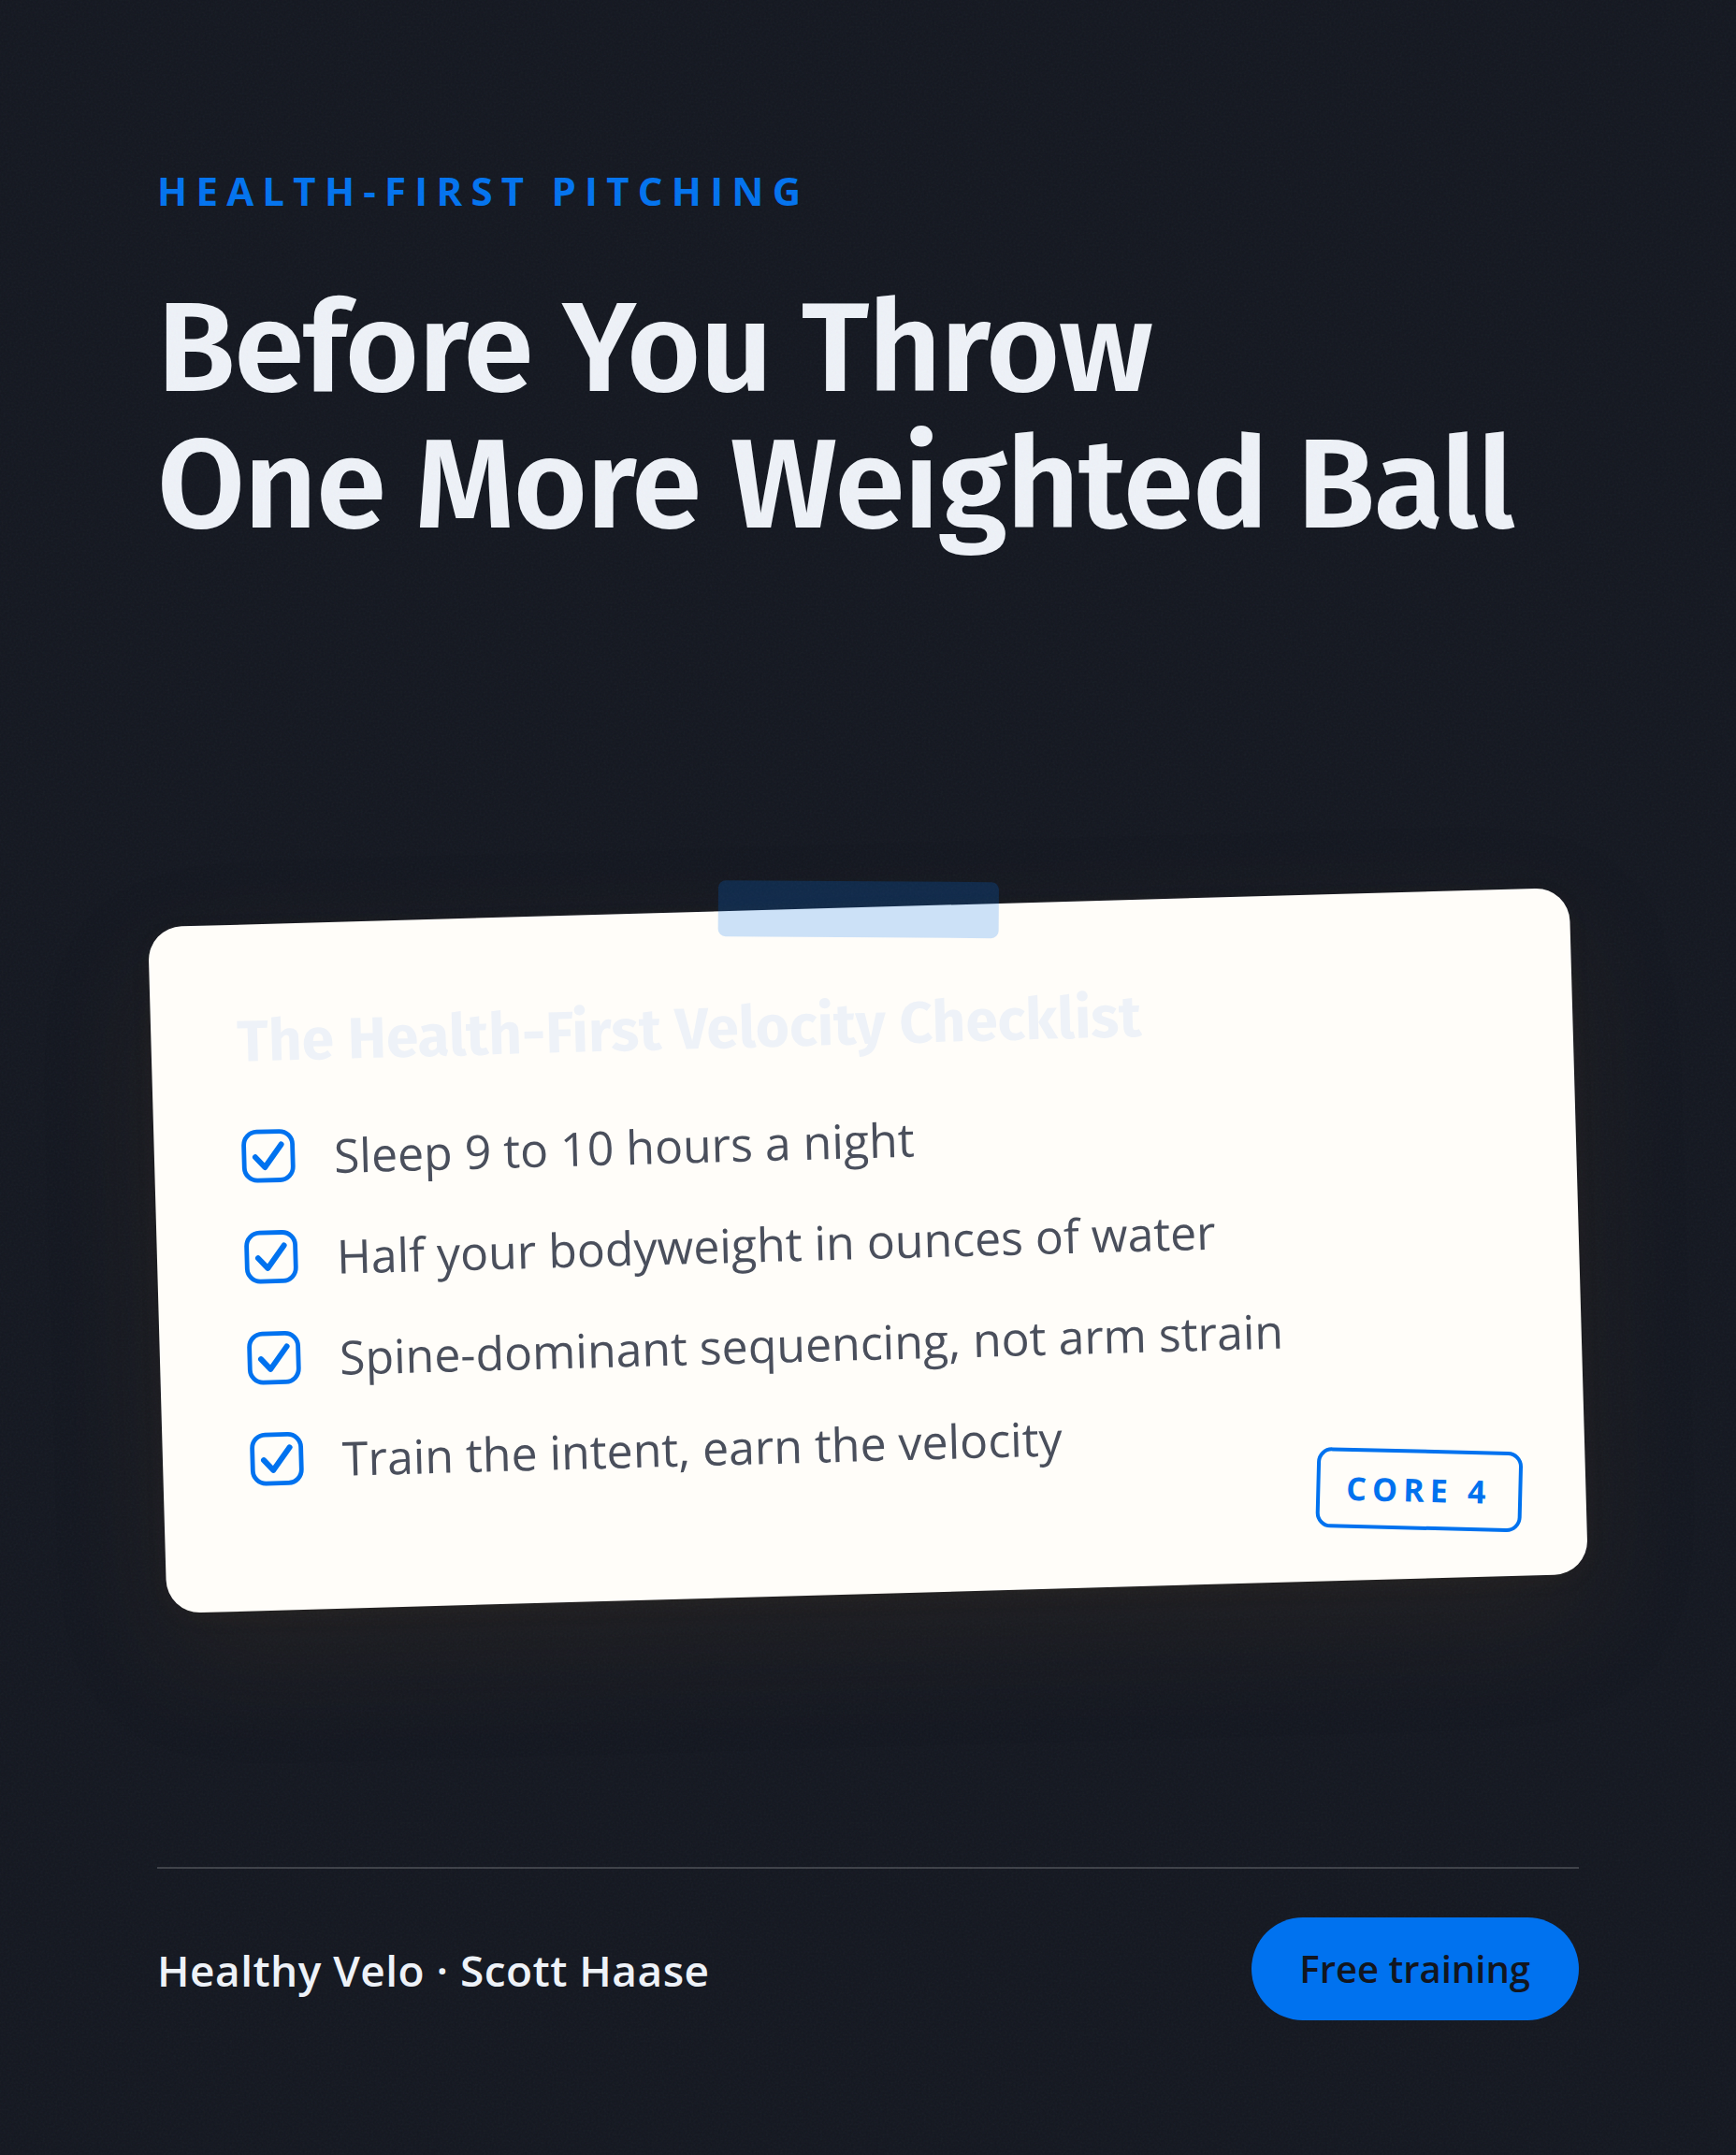 HEALTH-FIRST PITCHING
Before You Throw
One More Weighted Ball
The Health-First Velocity Checklist
Sleep 9 to 10 hours a night
Half your bodyweight in ounces of water
Spine-dominant sequencing, not arm strain
Train the intent, earn the velocity
CORE 4
Healthy Velo · Scott Haase
Free training